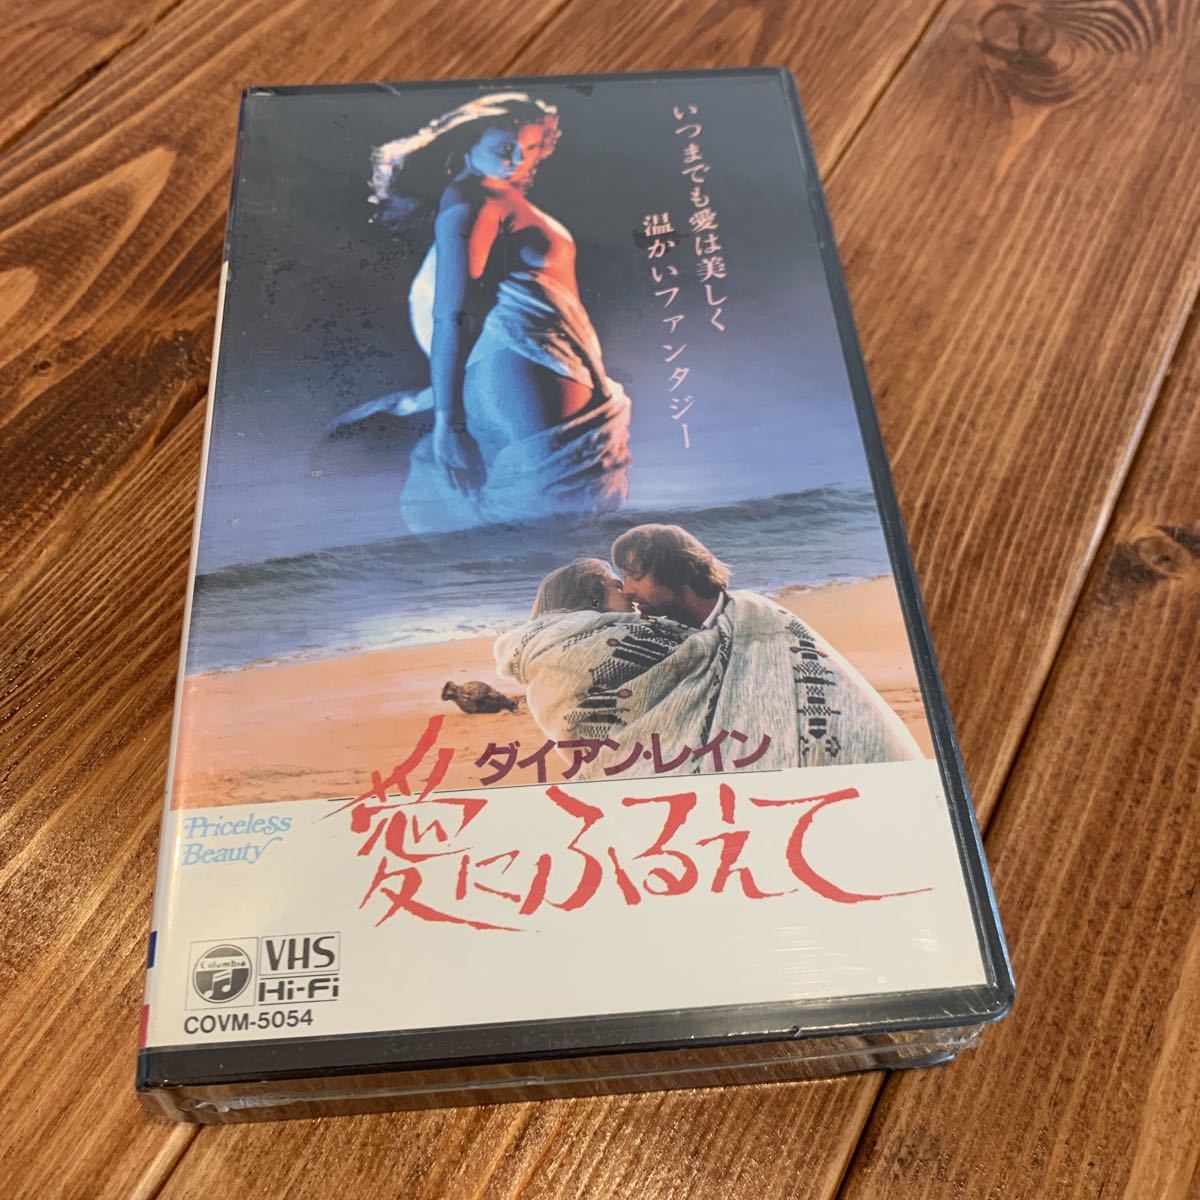 いつまでも愛は美しく
温かいファンタジー
ダイアン・レイン
愛にふるえて
Priceless
Beauty
Columbia
VHS
Hi-Fi
COVM-5054